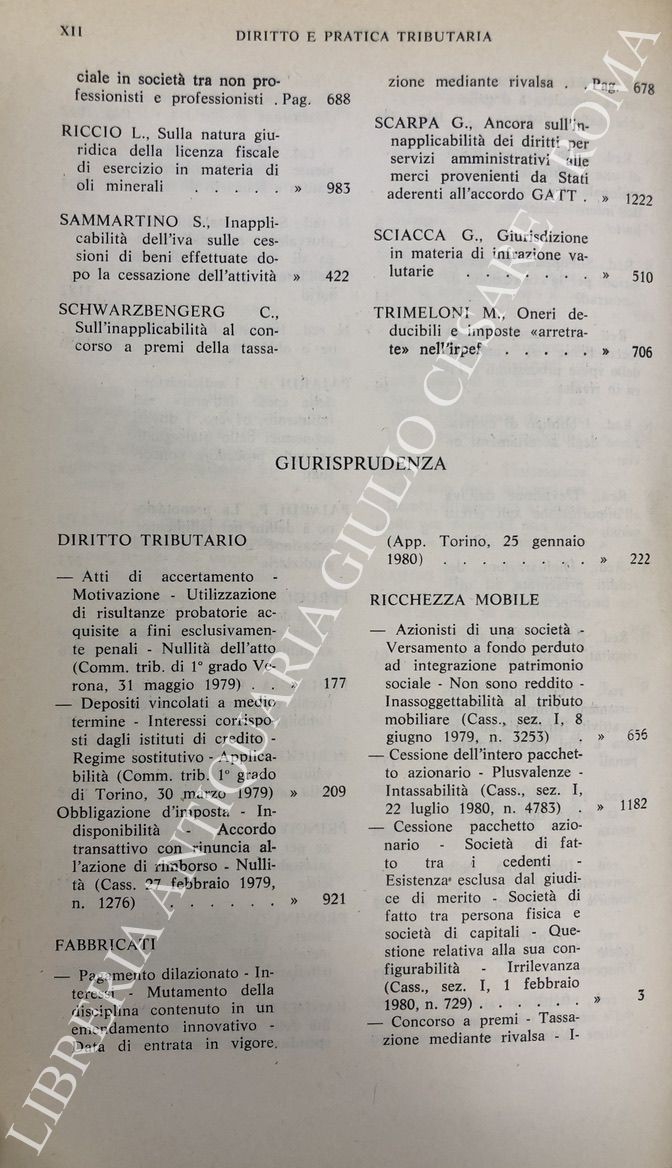 XII
DIRITTO E PRATICA TRIBUTARIA
ciale in società tra non pro-
fessionisti e professionisti . Pag. 688
RICCIO L., Sulla natura giu-
ridica della licenza fiscale
di esercizio in materia di
oli minerali . . . . . » 983
SAMMARTINO S., Inappli-
cabilità dell'iva sulle ces-
sioni di beni effettuate do-
po la cessazione dell'attività » 422
SCHWARZBENGERG C.,
Sull'inapplicabilità al con-
corso a premi della tassa-
zione mediante rivalsa . . Pag. 678
SCARPA G., Ancora sull'in-
napplicabilità dei diritti per
servizi amministrativi alle
merci provenienti da Stati
aderenti all'accordo GATT . » 1222
SCIACCA G., Giurisdizione
in materia di infrazione va-
lutarie . . . . . . . » 510
TRIMELONI M., Oneri de-
ducibili e imposte «arretra-
te» nell'irpef . . . . . » 706
GIURISPRUDENZA
DIRITTO TRIBUTARIO
— Atti di accertamento -
Motivazione - Utilizzazione
di risultanze probatorie ac-
quisite a fini esclusivamen-
te penali - Nullità dell'atto
(Comm. trib. di 1° grado Ve-
rona, 31 maggio 1979) . . » 177
— Depositi vincolati a medio
termine - Interessi corrispo
sti dagli istituti di credito -
Regime sostitutivo - Applica-
bilità (Comm. trib. 1° grado
di Torino, 30 marzo 1979) » 209
Obbligazione d'imposta - In-
disponibilità - Accordo
transattivo con rinuncia al-
l'azione di rimborso - Nulli-
tà (Cass. 27 febbraio 1979,
n. 1276) . . . . . . . » 921
FABBRICATI
— Pagamento dilazionato - In-
teressi - Mutamento della
disciplina contenuto in un
emendamento innovativo -
Data di entrata in vigore.
(App. Torino, 25 gennaio
1980) . . . . . . . . » 222
RICCHEZZA MOBILE
— Azionisti di una società -
Versamento a fondo perduto
ad integrazione patrimonio
sociale - Non sono reddito -
Inassoggettabilità al tributo
mobiliare (Cass., sez. I, 8
giugno 1979, n. 3253) . » 656
— Cessione dell'intero pacchet-
to azionario - Plusvalenze -
Intassabilità (Cass., sez. I,
22 luglio 1980, n. 4783) . » 1182
— Cessione pacchetto azio-
nario - Società di fat-
to tra i cedenti -
Esistenza esclusa dal giudi-
ce di merito - Società di
fatto tra persona fisica e
società di capitali - Que-
stione relativa alla sua con-
figurabilità - Irrilevanza
(Cass., sez. I, 1 febbraio
1980, n. 729) . . . . . . » 3
— Concorso a premi - Tassa-
zione mediante rivalsa - I-
LIBRERIA ANTIQUARIA GIULIO CESARE - ROMA